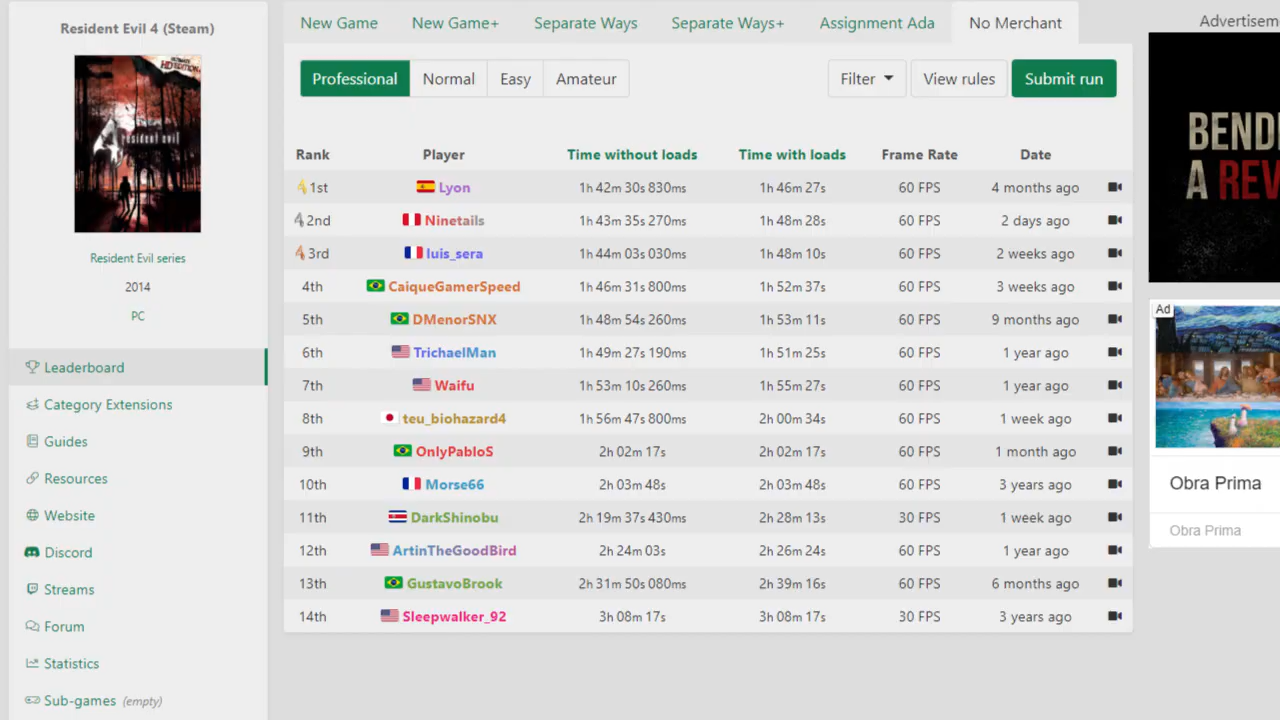 Resident Evil 4 (Steam)
ULTIMATE
HD EDITION
4 resident evil
Resident Evil series
2014
PC
Leaderboard
Category Extensions
Guides
Resources
Website
Discord
Streams
Forum
Statistics
Sub-games (empty)
New Game New Game+ Separate Ways Separate Ways+ Assignment Ada No Merchant
Professional Normal Easy Amateur Filter View rules Submit run
Rank Player Time without loads Time with loads Frame Rate Date
1st Lyon 1h 42m 30s 830ms 1h 46m 27s 60 FPS 4 months ago
2nd Ninetails 1h 43m 35s 270ms 1h 48m 28s 60 FPS 2 days ago
3rd luis_sera 1h 44m 03s 030ms 1h 48m 10s 60 FPS 2 weeks ago
4th CaiqueGamerSpeed 1h 46m 31s 800ms 1h 52m 37s 60 FPS 3 weeks ago
5th DMenorSNX 1h 48m 54s 260ms 1h 53m 11s 60 FPS 9 months ago
6th TrichaelMan 1h 49m 27s 190ms 1h 51m 25s 60 FPS 1 year ago
7th Waifu 1h 53m 10s 260ms 1h 55m 27s 60 FPS 1 year ago
8th teu_biohazard4 1h 56m 47s 800ms 2h 00m 34s 60 FPS 1 week ago
9th OnlyPabloS 2h 02m 17s 2h 02m 17s 60 FPS 1 month ago
10th Morse66 2h 03m 48s 2h 03m 48s 60 FPS 3 years ago
11th DarkShinobu 2h 19m 37s 430ms 2h 28m 13s 30 FPS 1 week ago
12th ArtinTheGoodBird 2h 24m 03s 2h 26m 24s 60 FPS 1 year ago
13th GustavoBrook 2h 31m 50s 080ms 2h 39m 16s 60 FPS 6 months ago
14th Sleepwalker_92 3h 08m 17s 3h 08m 17s 30 FPS 3 years ago
Advertisem
BENDI
A REV
Ad
Obra Prima
Obra Prima